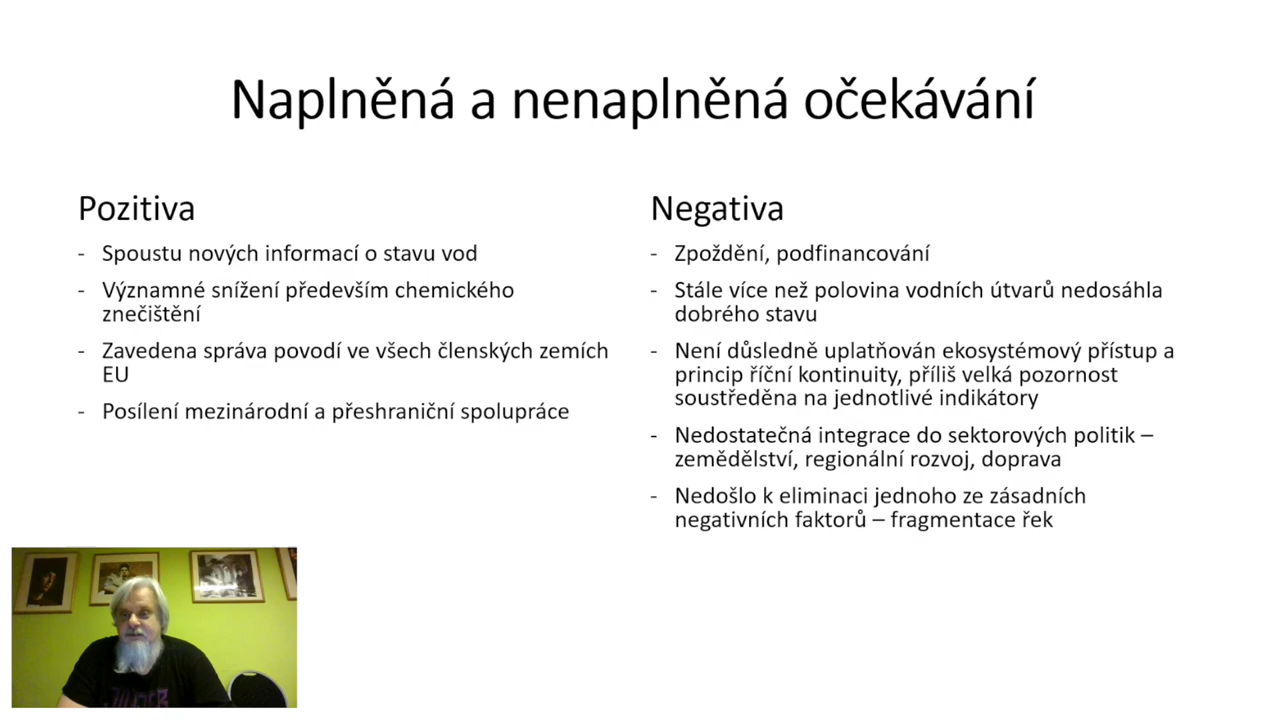 Naplněná a nenaplněná očekávání
Pozitiva
- Spoustu nových informací o stavu vod
- Významné snížení především chemického
znečištění
- Zavedena správa povodí ve všech členských zemích
EU
- Posílení mezinárodní a přeshraniční spolupráce
Negativa
- Zpoždění, podfinancování
- Stále více než polovina vodních útvarů nedosáhla
dobrého stavu
- Není důsledně uplatňován ekosystémový přístup a
princip říční kontinuity, příliš velká pozornost
soustředěna na jednotlivé indikátory
- Nedostatečná integrace do sektorových politik –
zemědělství, regionální rozvoj, doprava
- Nedošlo k eliminaci jednoho ze zásadních
negativních faktorů – fragmentace řek